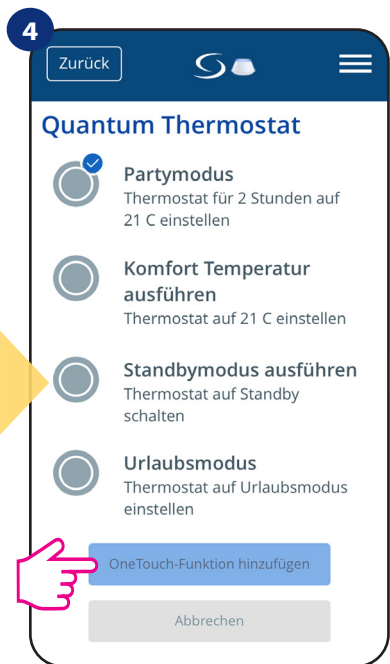 4
Zurück
Quantum Thermostat
Partymodus
Thermostat für 2 Stunden auf
21 C einstellen
Komfort Temperatur
ausführen
Thermostat auf 21 C einstellen
Standbymodus ausführen
Thermostat auf Standby
schalten
Urlaubsmodus
Thermostat auf Urlaubsmodus
einstellen
OneTouch-Funktion hinzufügen
Abbrechen